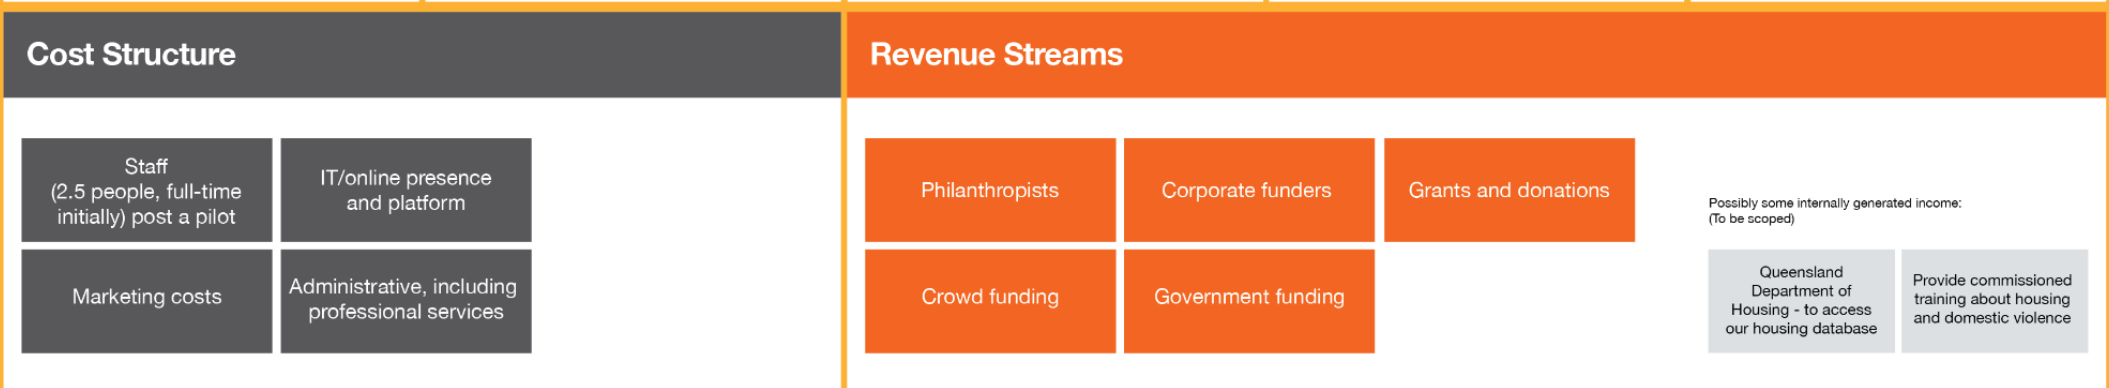 Cost Structure
Staff
(2.5 people, full-time
initially) post a pilot
IT/online presence
and platform
Marketing costs
Administrative, including
professional services
Revenue Streams
Philanthropists
Corporate funders
Grants and donations
Crowd funding
Government funding
Possibly some internally generated income:
(To be scoped)
Queensland
Department of
Housing - to access
our housing database
Provide commissioned
training about housing
and domestic violence